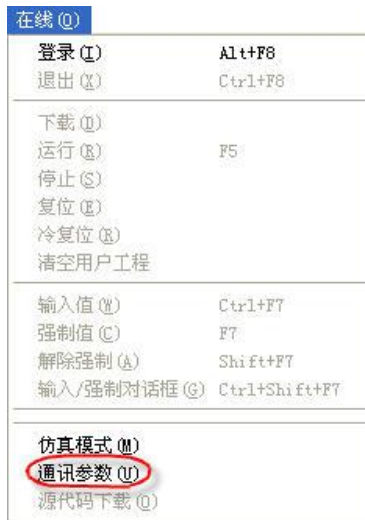 在线(O)
登录(I) Alt+F8
退出(X) Ctrl+F8
下载(D)
运行(R) F5
停止(S)
复位(E)
冷复位(R)
清空用户工程
输入值(W) Ctrl+F7
强制值(C) F7
解除强制(A) Shift+F7
输入/强制对话框(G) Ctrl+Shift+F7
仿真模式(M)
通讯参数(U)
源代码下载(O)